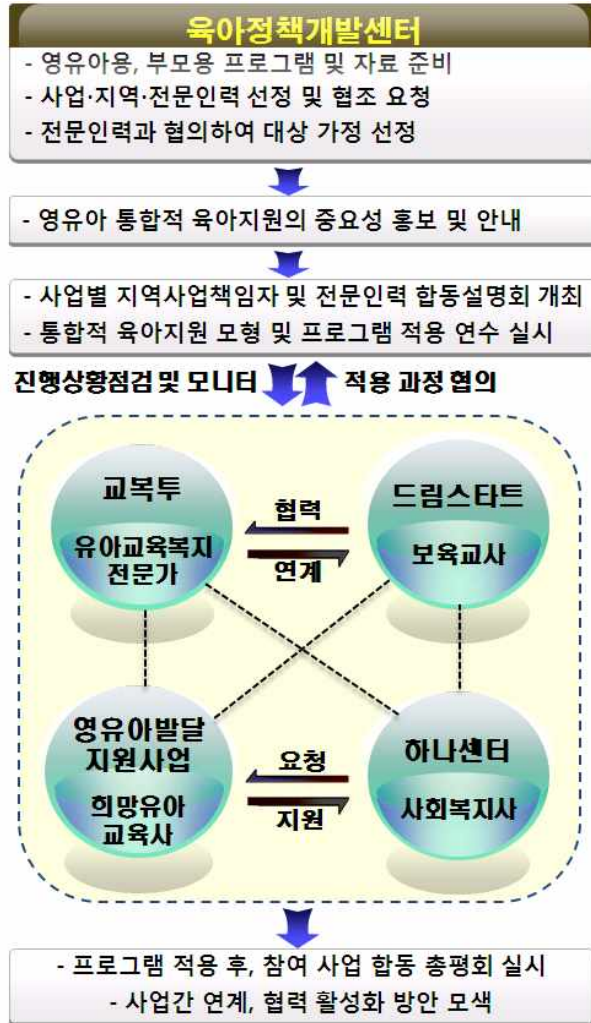 육아정책개발센터
- 영유아용, 부모용 프로그램 및 자료 준비
- 사업·지역·전문인력 선정 및 협조 요청
- 전문인력과 협의하여 대상 가정 선정
- 영유아 통합적 육아지원의 중요성 홍보 및 안내
- 사업별 지역사업책임자 및 전문인력 합동설명회 개최
- 통합적 육아지원 모형 및 프로그램 적용 연수 실시
진행상황점검 및 모니터
적용 과정 협의
교복투
유아교육복지
전문가
협력
연계
드림스타트
보육교사
영유아발달
지원사업
희망유아
교육사
요청
지원
하나센터
사회복지사
- 프로그램 적용 후, 참여 사업 합동 총평회 실시
- 사업간 연계, 협력 활성화 방안 모색